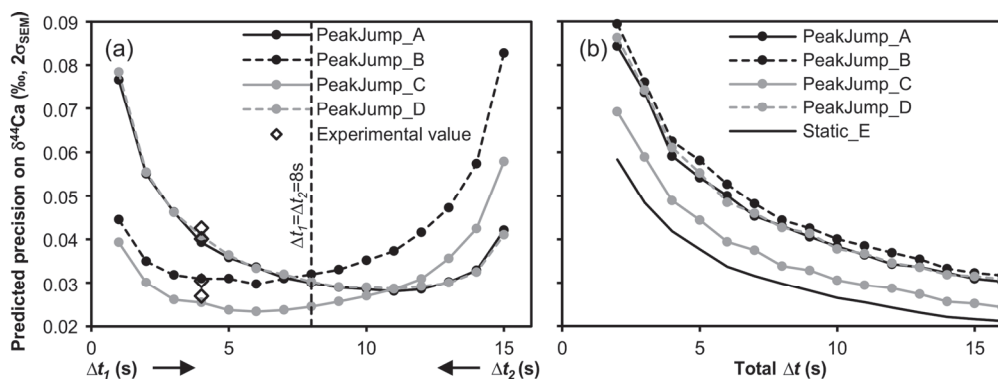 Predicted precision on δ⁴⁴Ca (‰, 2σSEM)
0.09
0.08
0.07
0.06
0.05
0.04
0.03
0.02
(a)
PeakJump_A
PeakJump_B
PeakJump_C
PeakJump_D
Experimental value
Δt₁=Δt₂=8s
0 5 10 15
Δt₁ (s)
Δt₂ (s)
(b)
PeakJump_A
PeakJump_B
PeakJump_C
PeakJump_D
Static_E
0 5 10 15
Total Δt (s)